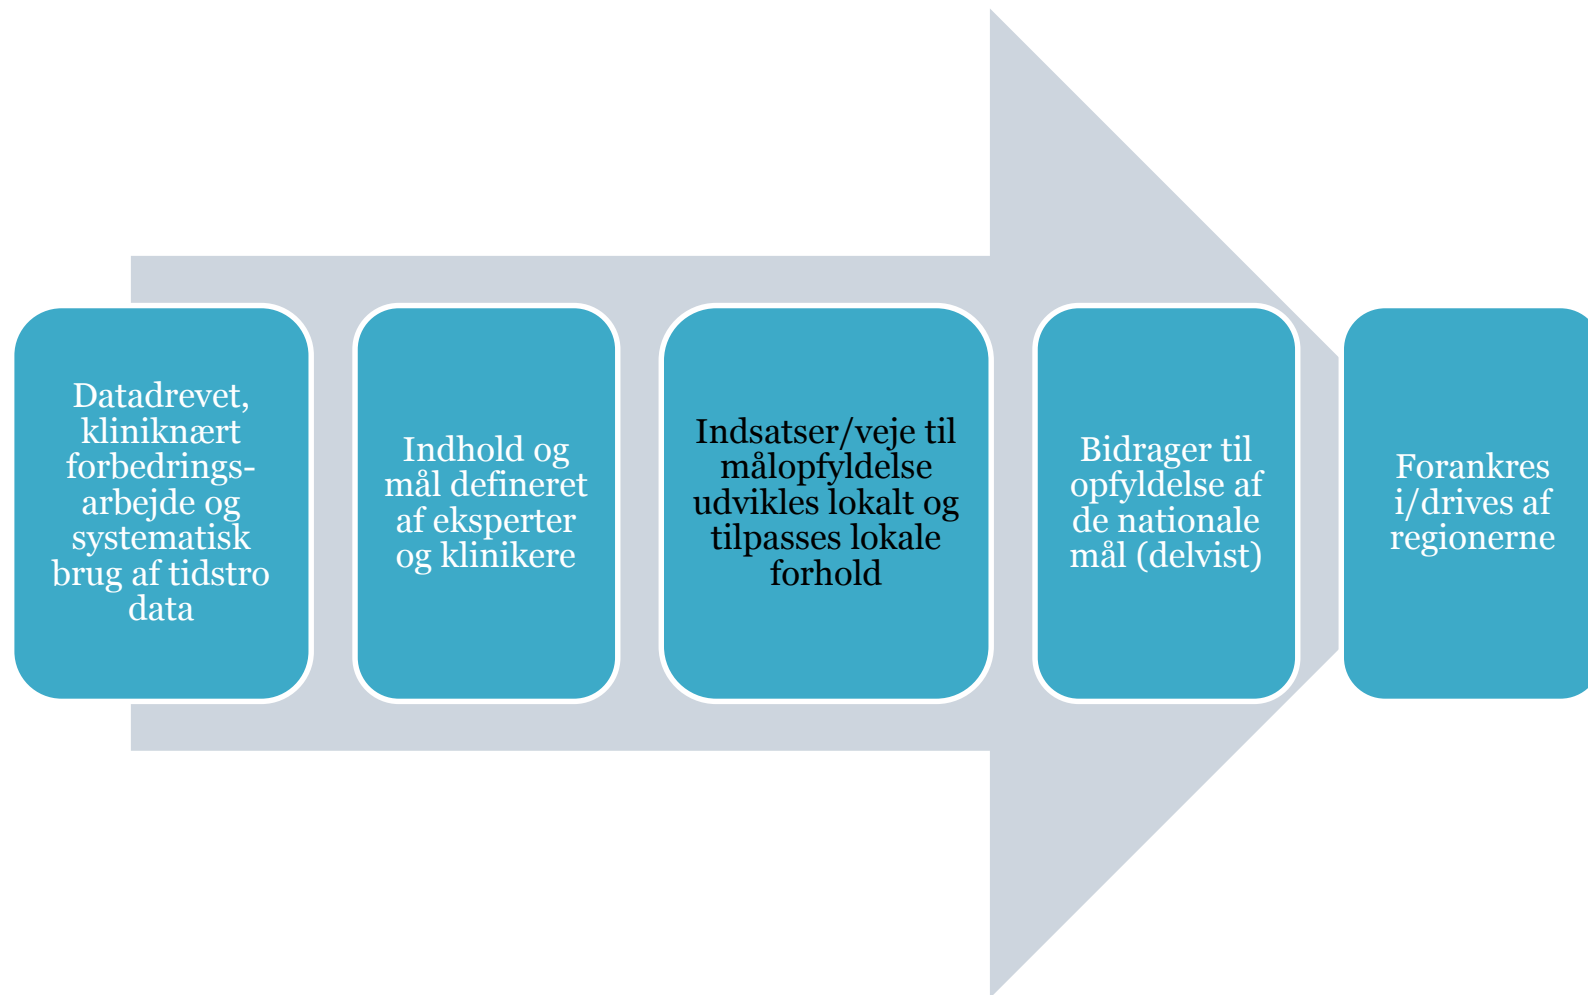 Datadrevet,
kliniknært
forbedrings-
arbejde og
systematisk
brug af tidstro
data
Indhold og
mål defineret
af eksperter
og klinikere
Indsatser/veje til
målopfyldelse
udvikles lokalt og
tilpasses lokale
forhold
Bidrager til
opfyldelse af
de nationale
mål (delvist)
Forankres
i/drives af
regionerne